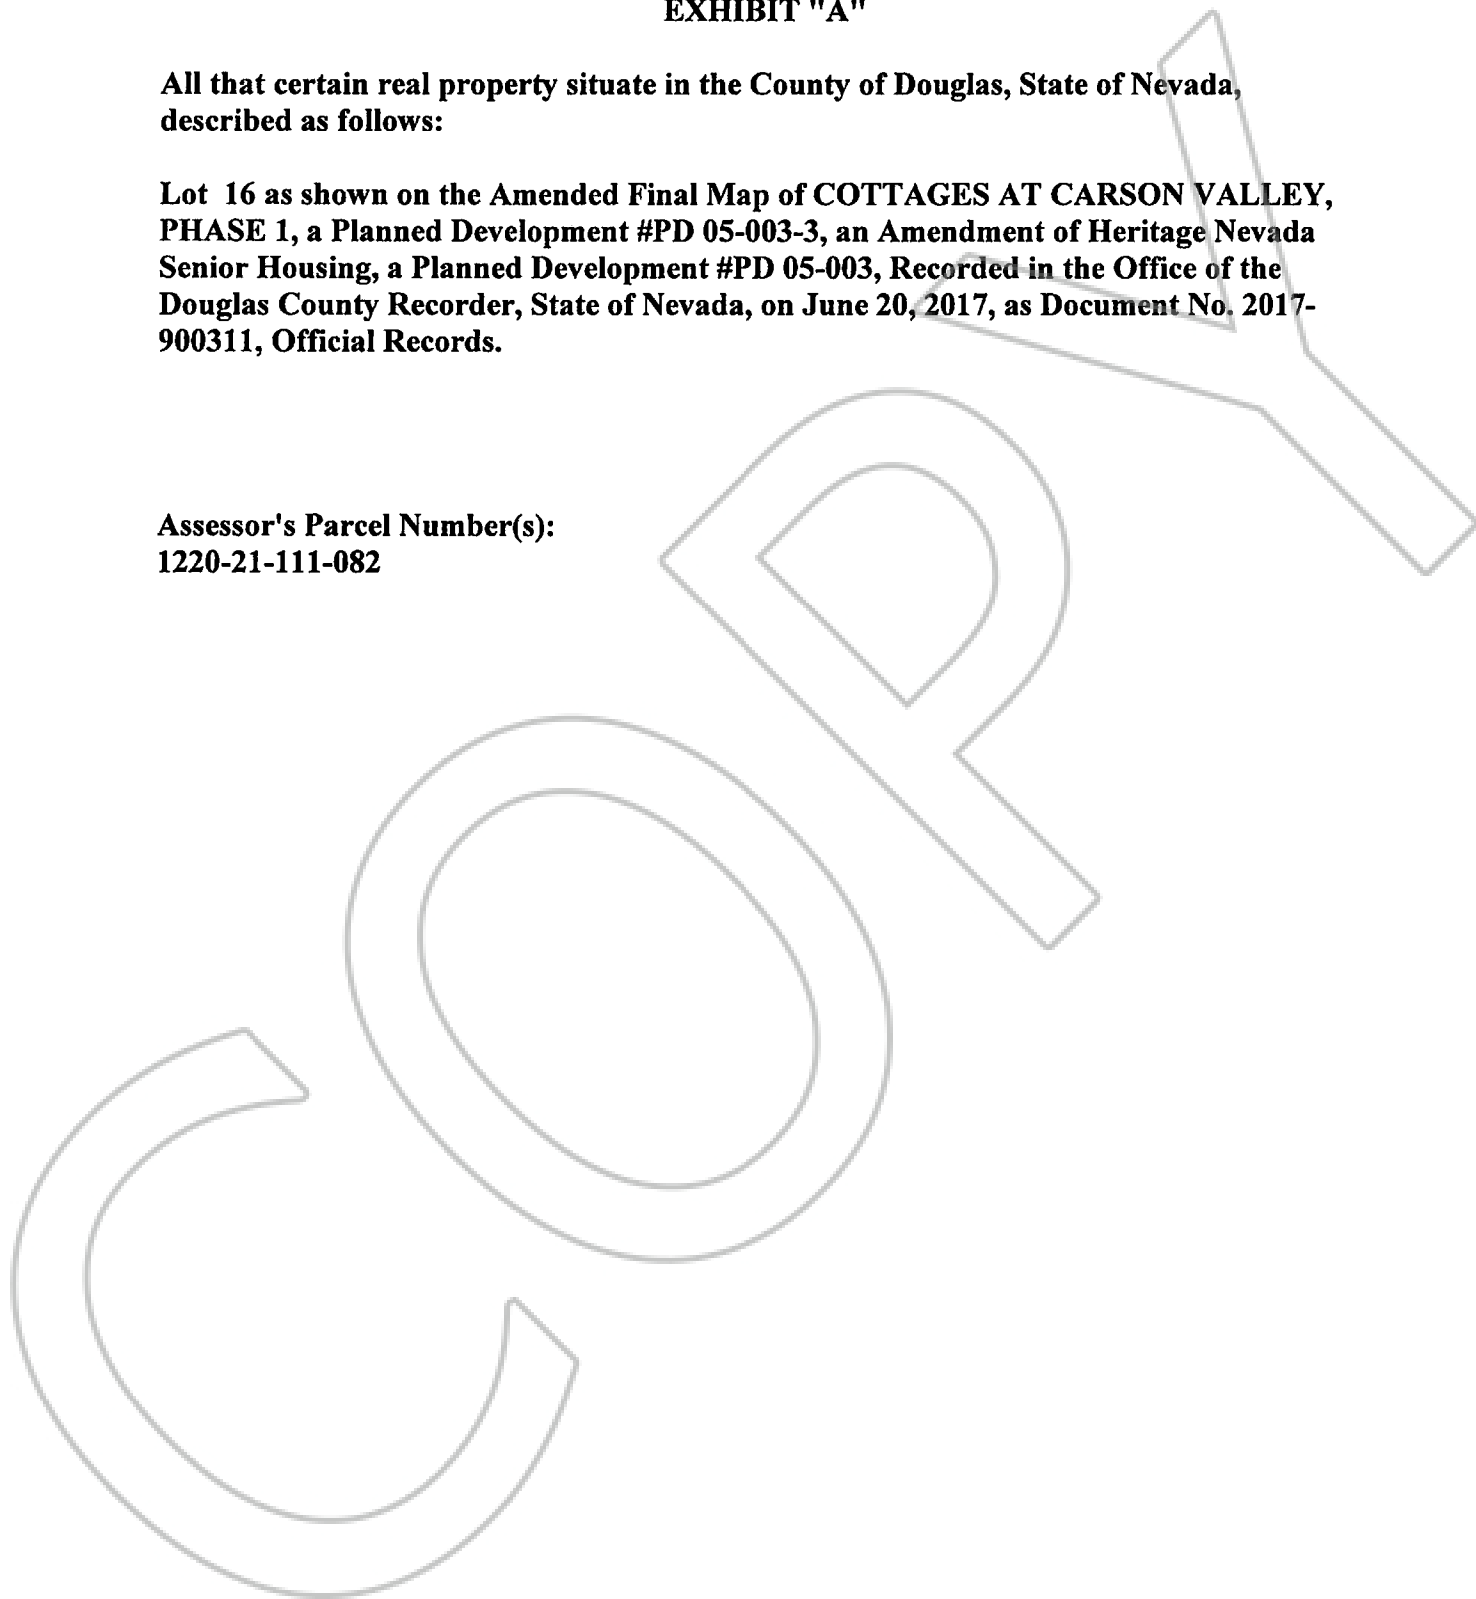 EXHIBIT "A"
All that certain real property situate in the County of Douglas, State of Nevada,
described as follows:
Lot 16 as shown on the Amended Final Map of COTTAGES AT CARSON VALLEY,
PHASE 1, a Planned Development #PD 05-003-3, an Amendment of Heritage Nevada
Senior Housing, a Planned Development #PD 05-003, Recorded in the Office of the
Douglas County Recorder, State of Nevada, on June 20, 2017, as Document No. 2017-
900311, Official Records.
Assessor's Parcel Number(s):
1220-21-111-082
COPY